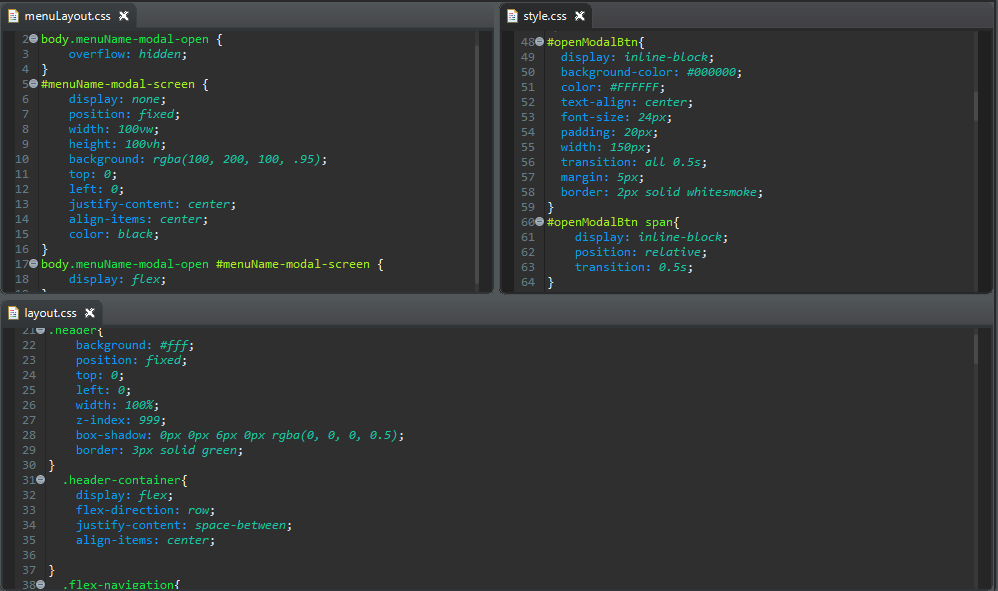 menuLayout.css
2 body.menuName-modal-open {
3 overflow: hidden;
4 }
5 #menuName-modal-screen {
6 display: none;
7 position: fixed;
8 width: 100vw;
9 height: 100vh;
10 background: rgba(100, 200, 100, .95);
11 top: 0;
12 left: 0;
13 justify-content: center;
14 align-items: center;
15 color: black;
16 }
17 body.menuName-modal-open #menuName-modal-screen {
18 display: flex;
style.css
48 #openModalBtn{
49 display: inline-block;
50 background-color: #000000;
51 color: #FFFFFF;
52 text-align: center;
53 font-size: 24px;
54 padding: 20px;
55 width: 150px;
56 transition: all 0.5s;
57 margin: 5px;
58 border: 2px solid whitesmoke;
59 }
60 #openModalBtn span{
61 display: inline-block;
62 position: relative;
63 transition: 0.5s;
64 }
layout.css
21 .header{
22 background: #fff;
23 position: fixed;
24 top: 0;
25 left: 0;
26 width: 100%;
27 z-index: 999;
28 box-shadow: 0px 0px 6px 0px rgba(0, 0, 0, 0.5);
29 border: 3px solid green;
30 }
31 .header-container{
32 display: flex;
33 flex-direction: row;
34 justify-content: space-between;
35 align-items: center;
36
37 }
38 .flex-navigation{